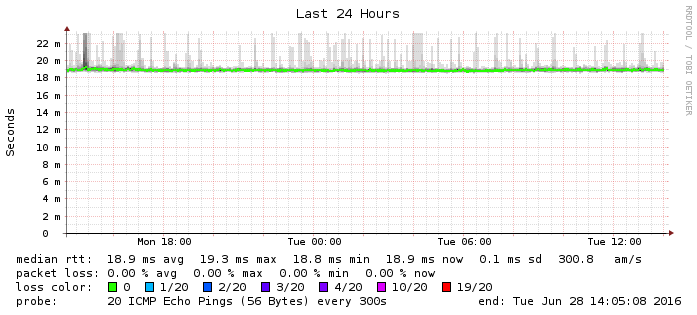 Last 24 Hours
RRDTOOL / TOBI OETIKER
Seconds
22 m
20 m
18 m
16 m
14 m
12 m
10 m
8 m
6 m
4 m
2 m
0
Mon 18:00 Tue 00:00 Tue 06:00 Tue 12:00
median rtt: 18.9 ms avg 19.3 ms max 18.8 ms min 18.9 ms now 0.1 ms sd 300.8 am/s
packet loss: 0.00 % avg 0.00 % max 0.00 % min 0.00 % now
loss color: 0 1/20 2/20 3/20 4/20 10/20 19/20
probe: 20 ICMP Echo Pings (56 Bytes) every 300s end: Tue Jun 28 14:05:08 2016